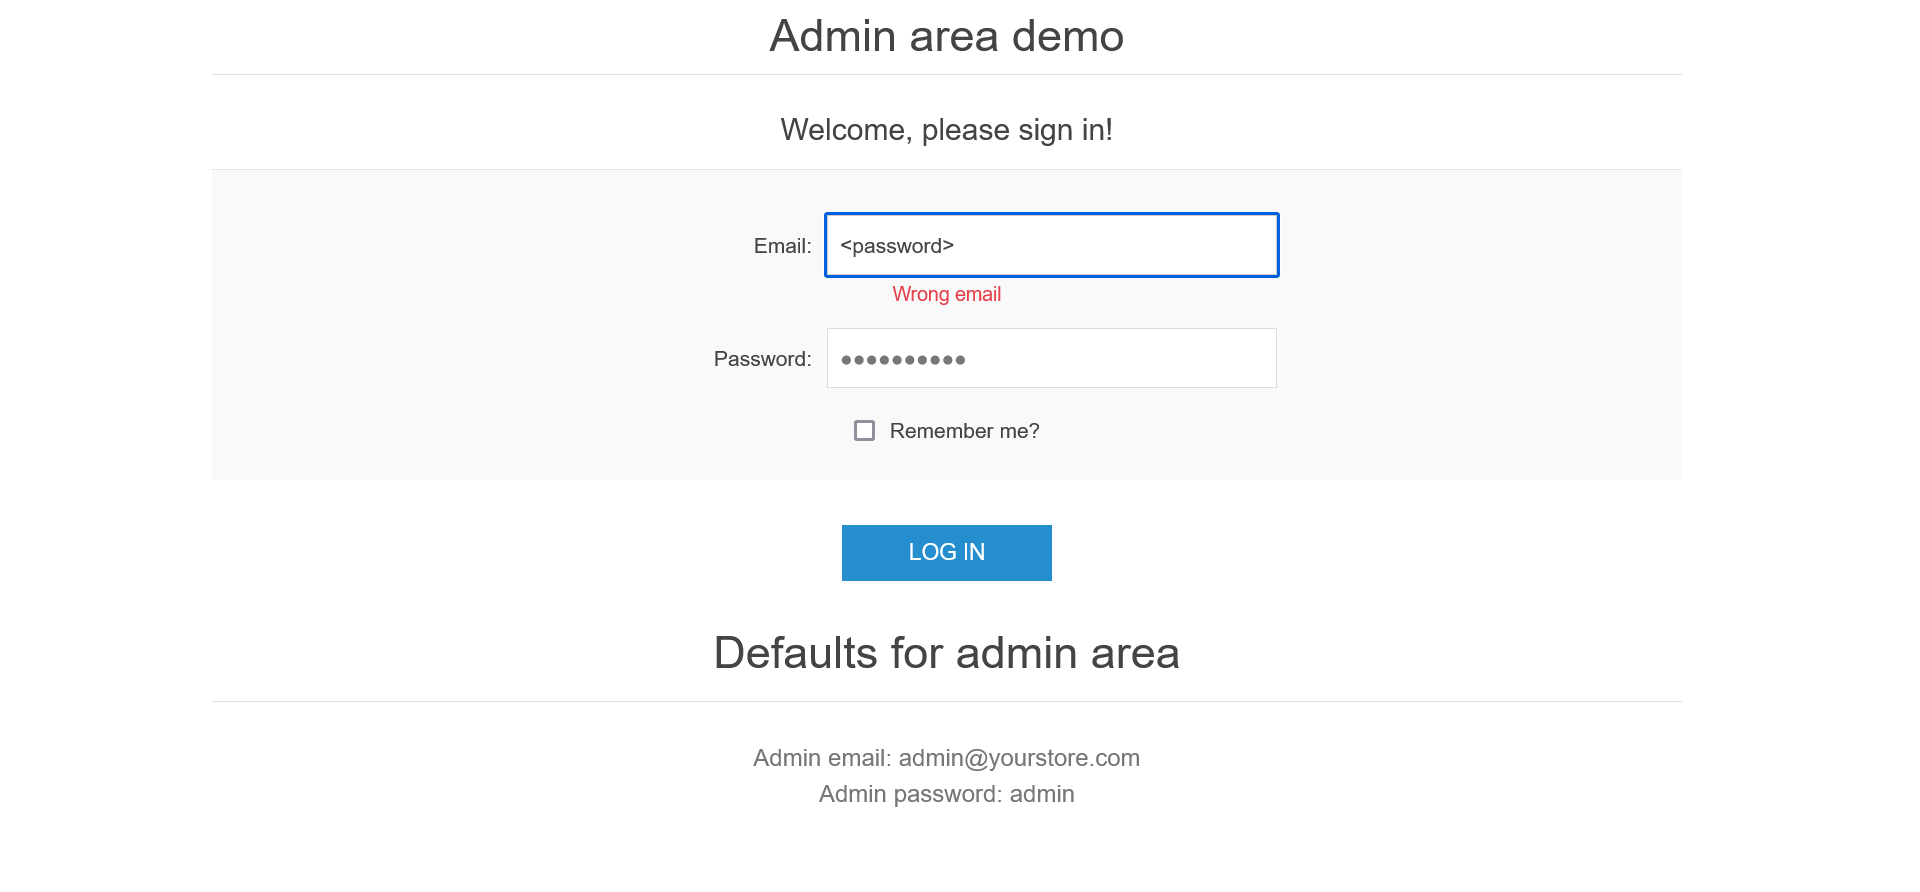 Admin area demo
Welcome, please sign in!
Email: <password>
Wrong email
Password: ●●●●●●●●●●
Remember me?
LOG IN
Defaults for admin area
Admin email: admin@yourstore.com
Admin password: admin